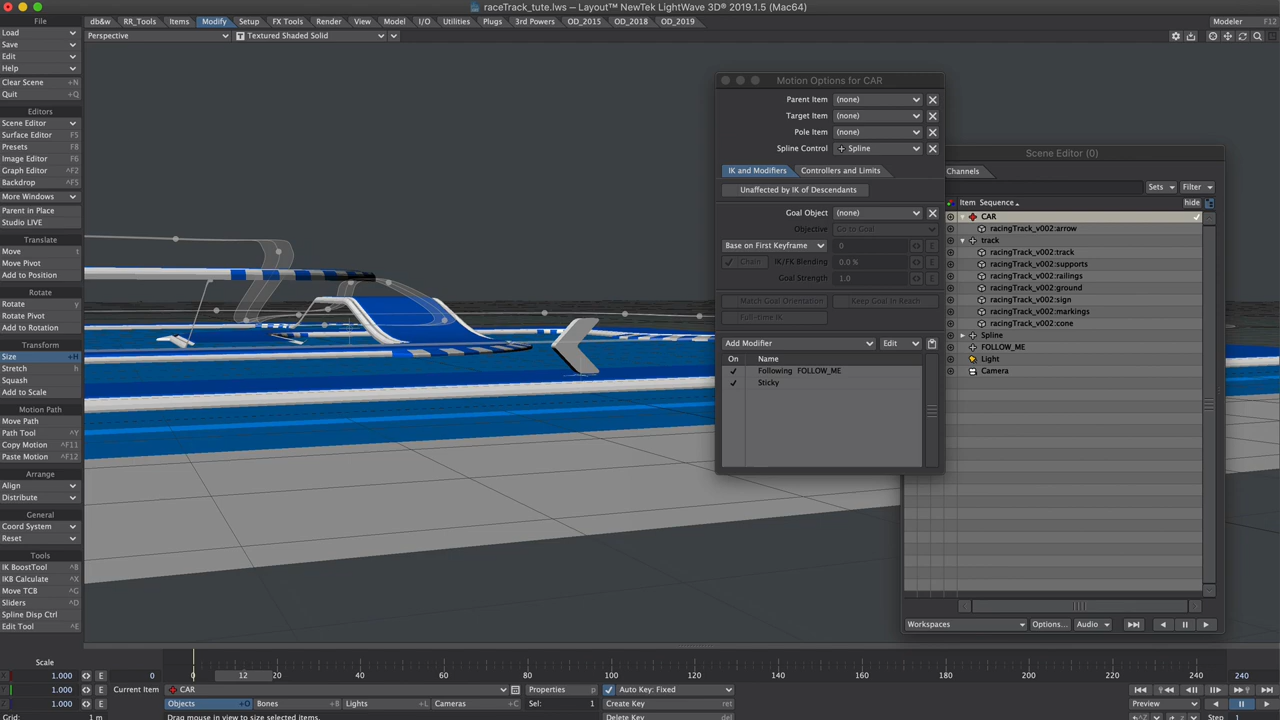 raceTrack_tute.lws — Layout™ NewTek LightWave 3D® 2019.1.5 (Mac64)
File db&w RR_Tools Items Modify Setup FX Tools Render View Model I/O Utilities Plugs 3rd Powers OD_2015 OD_2018 OD_2019 Modeler F12
Load
Save
Edit
Help
Clear Scene +N
Quit +Q
Editors
Scene Editor
Surface Editor F5
Presets F8
Image Editor F6
Graph Editor ^F2
Backdrop ^F5
More Windows
Parent in Place
Studio LIVE
Translate
Move t
Move Pivot
Add to Position
Rotate
Rotate y
Rotate Pivot
Add to Rotation
Transform
Size +H
Stretch h
Squash
Add to Scale
Motion Path
Move Path
Path Tool ^Y
Copy Motion ^F11
Paste Motion ^F12
Arrange
Align
Distribute
General
Coord System
Reset
Tools
IK BoostTool ^B
IKB Calculate ^X
Move TCB ^G
Sliders ^D
Spline Disp Ctrl
Edit Tool ^E
Perspective T Textured Shaded Solid
Motion Options for CAR
Parent Item (none)
Target Item (none)
Pole Item (none)
Spline Control Spline
IK and Modifiers Controllers and Limits
Unaffected by IK of Descendants
Goal Object (none)
Objective Go to Goal
Base on First Keyframe 0 E
Chain IK/FK Blending 0.0 % E
Goal Strength 1.0 E
Match Goal Orientation Keep Goal in Reach
Full-time IK
Add Modifier Edit
On Name
Following FOLLOW_ME
Sticky
Scene Editor (0)
Channels
Sets Filter
Item Sequence hide
CAR
racingTrack_v002:arrow
track
racingTrack_v002:track
racingTrack_v002:supports
racingTrack_v002:railings
racingTrack_v002:ground
racingTrack_v002:sign
racingTrack_v002:markings
racingTrack_v002:cone
Spline
FOLLOW_ME
Light
Camera
Workspaces Options... Audio
Scale
X 1.000 E 0 0 12 20 40 60 80 100 120 140 160 180 200 220 240 240
Y 1.000 E Current Item CAR Properties p Auto Key: Fixed
Z 1.000 E Objects +O Bones +B Lights +L Cameras +C Sel: 1 Create Key ret Preview
Grid: 1 m Drag mouse in view to size selected items. Delete Key del Step 1